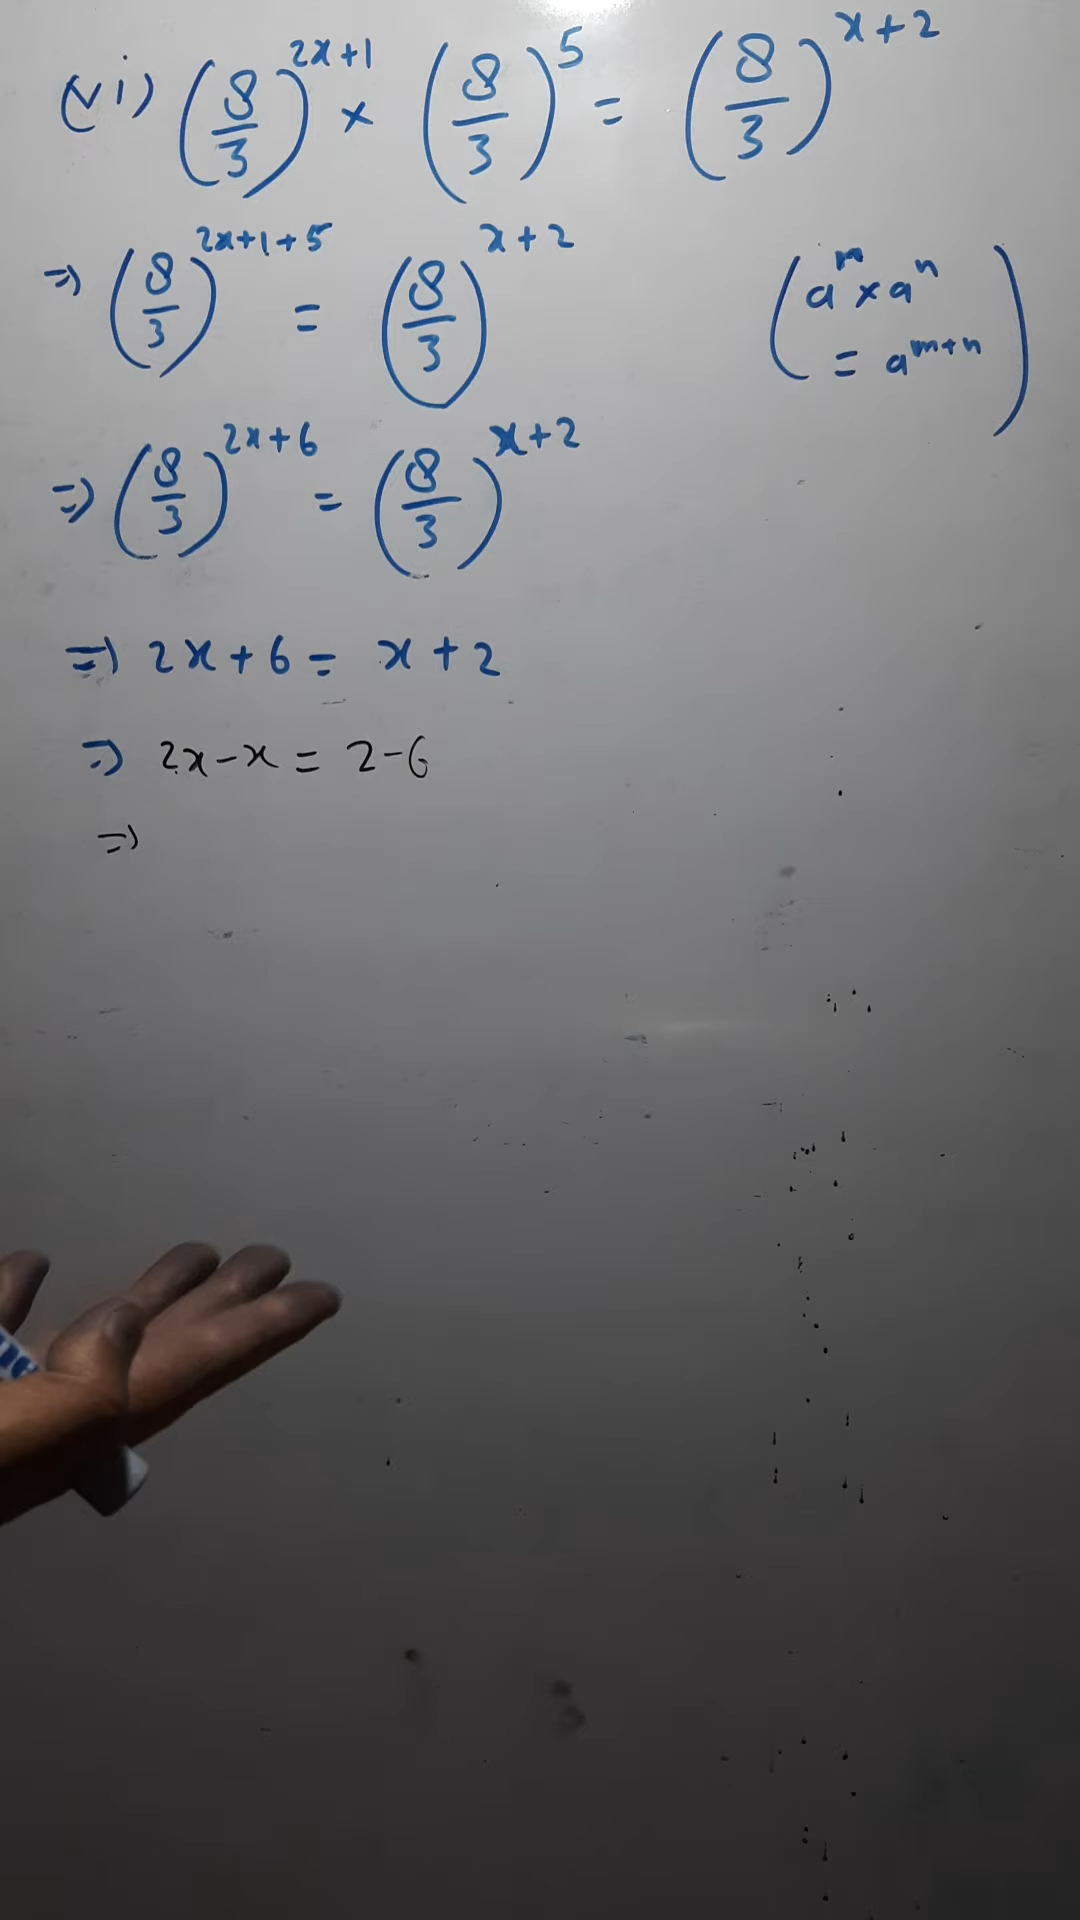 (vi) (8/3)^{2x+1} × (8/3)^5 = (8/3)^{x+2}
⇒ (8/3)^{2x+1+5} = (8/3)^{x+2}
(a^m × a^n
= a^{m+n})
⇒ (8/3)^{2x+6} = (8/3)^{x+2}
⇒ 2x+6 = x+2
⇒ 2x-x = 2-6
⇒